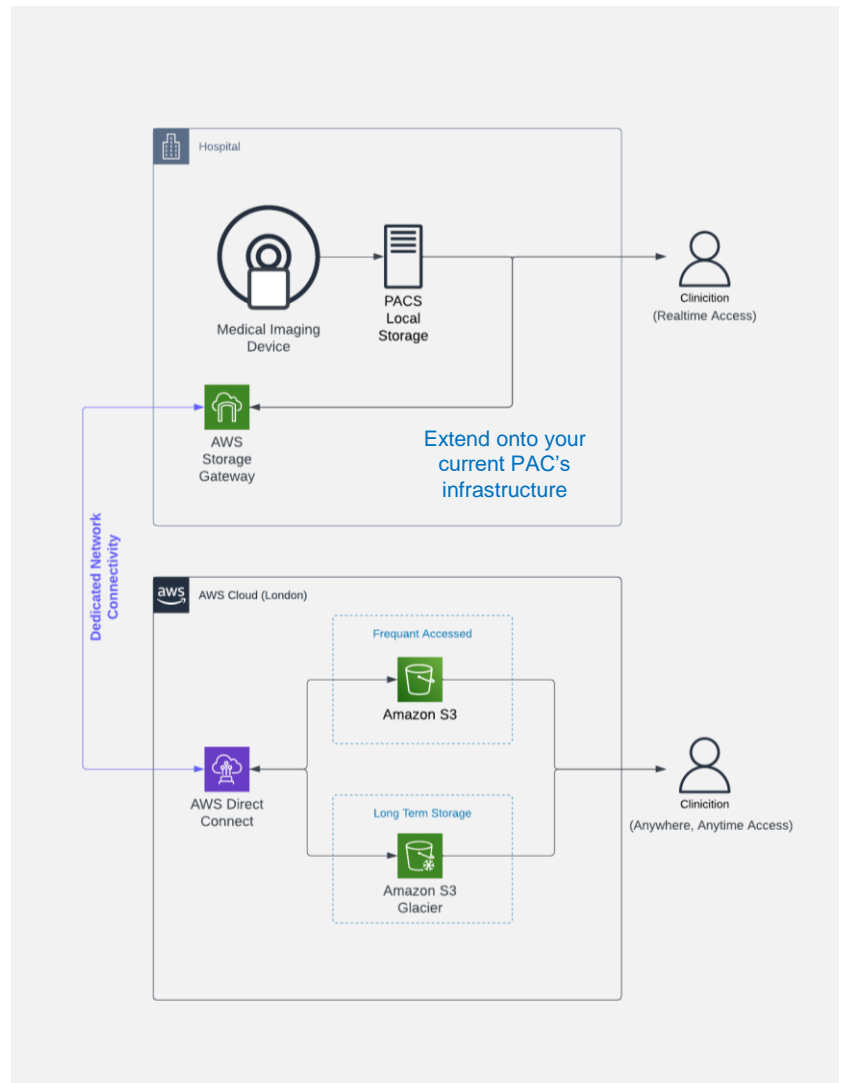 Hospital
Medical Imaging
Device
PACS
Local
Storage
Clinicition
(Realtime Access)
AWS
Storage
Gateway
Extend onto your
current PAC's
infrastructure
Dedicated Network
Connectivity
aws
AWS Cloud (London)
Frequant Accessed
Amazon S3
AWS Direct
Connect
Long Term Storage
Amazon S3
Glacier
Clinicition
(Anywhere, Anytime Access)